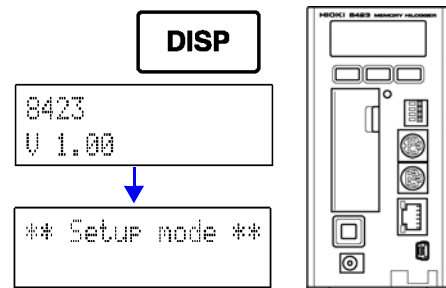 DISP
8423
V 1.00
** Setup mode **
HIOKI 8423 MEMORY HiLOGGER